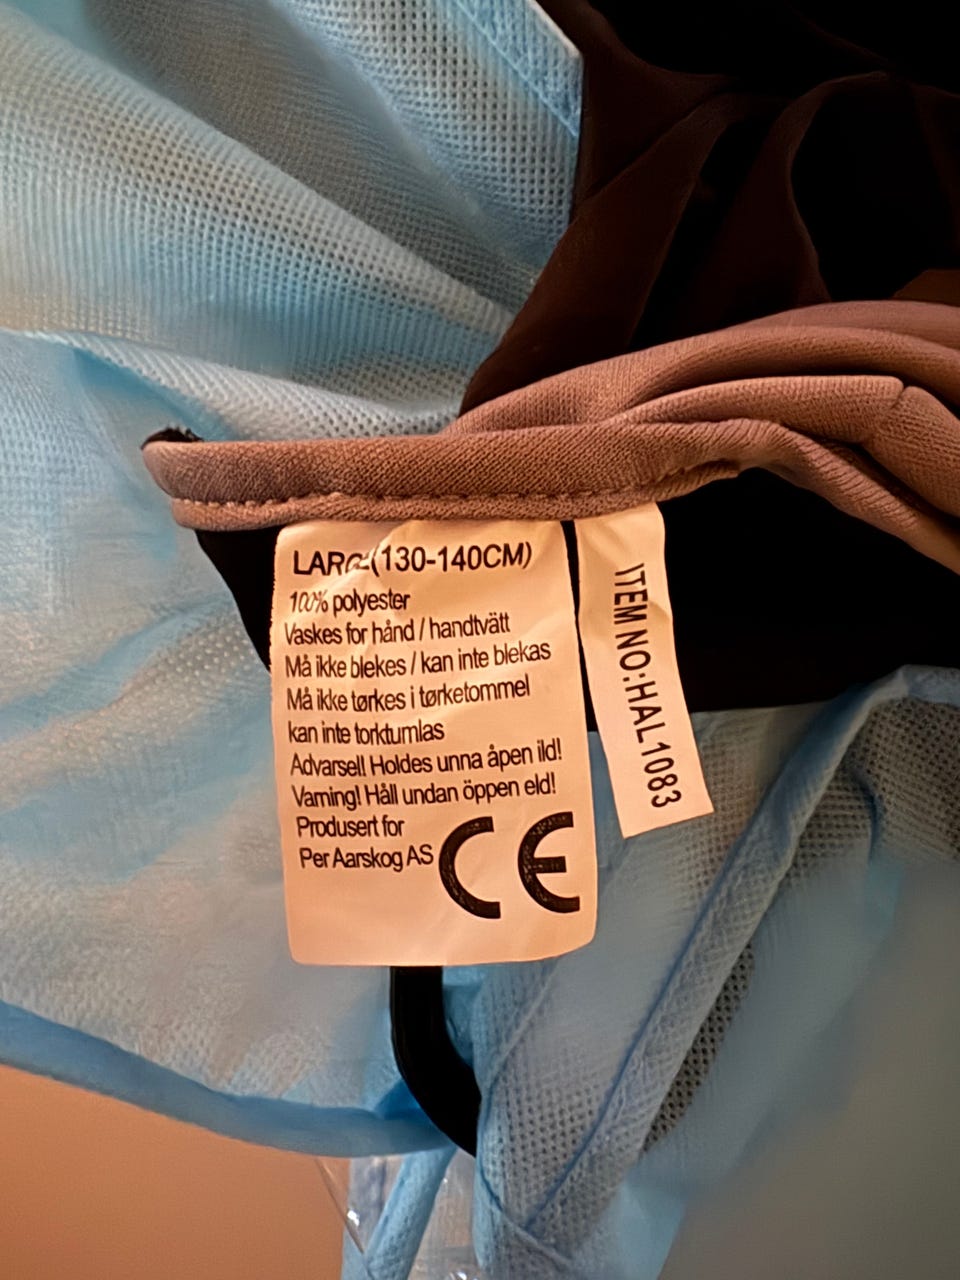 LARGE(130-140CM)
100% polyester
Vaskes for hånd / handtvätt
Må ikke blekes / kan inte blekas
Må ikke tørkes i tørketommel
kan inte torktumlas
Advarsel! Holdes unna åpen ild!
Varning! Håll undan öppen eld!
Produsert for
Per Aarskog AS
CE
ITEM NO:HAL1083